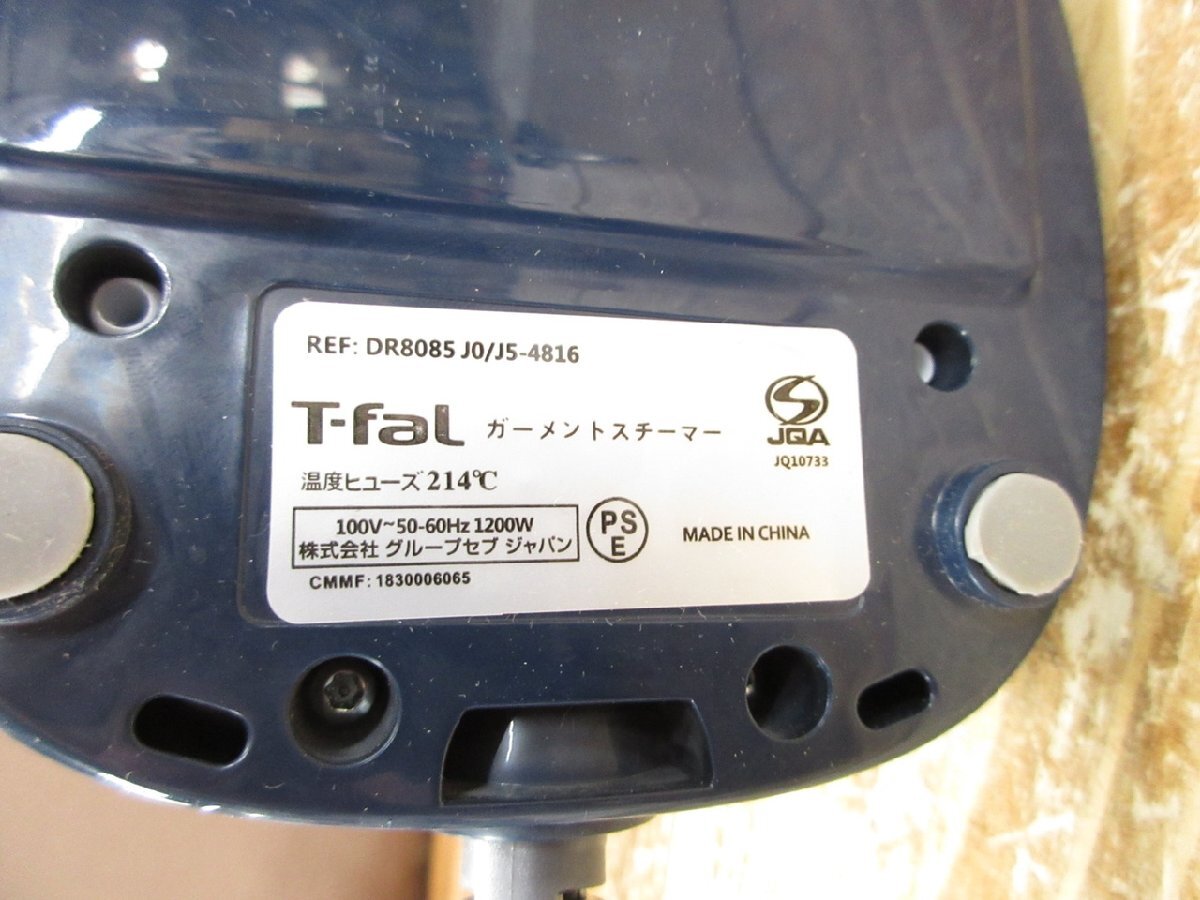 REF: DR8085 J0/J5-4816
T-fal ガーメントスチーマー
JQA
JQ10733
温度ヒューズ 214℃
100V~50-60Hz 1200W
株式会社 グループセブ ジャパン
PS
E
MADE IN CHINA
CMMF: 1830006065